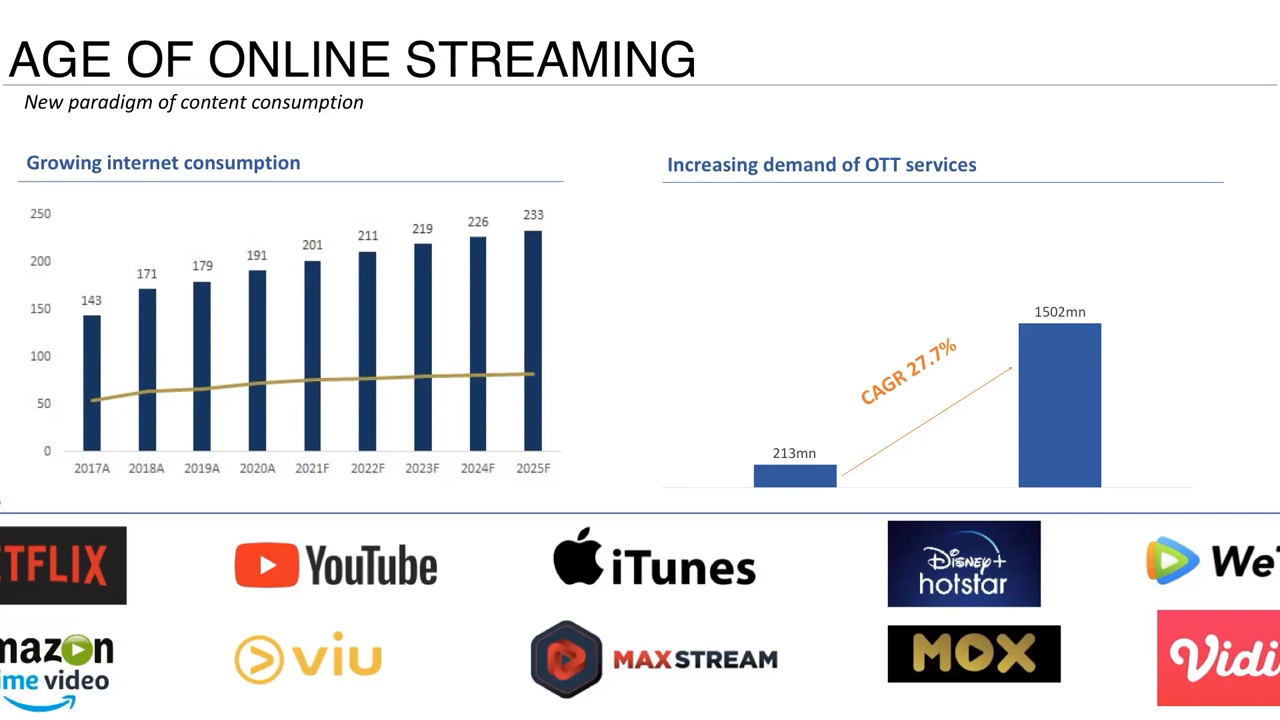 AGE OF ONLINE STREAMING
New paradigm of content consumption
Growing internet consumption
250
200
150
100
50
0
143
171
179
191
201
211
219
226
233
2017A 2018A 2019A 2020A 2021F 2022F 2023F 2024F 2025F
Increasing demand of OTT services
213mn
CAGR 27.7%
1502mn
ETFLIX
YouTube
iTunes
Disney+
hotstar
WeT
mazon
ime video
viu
MAXSTREAM
MOX
Vidi